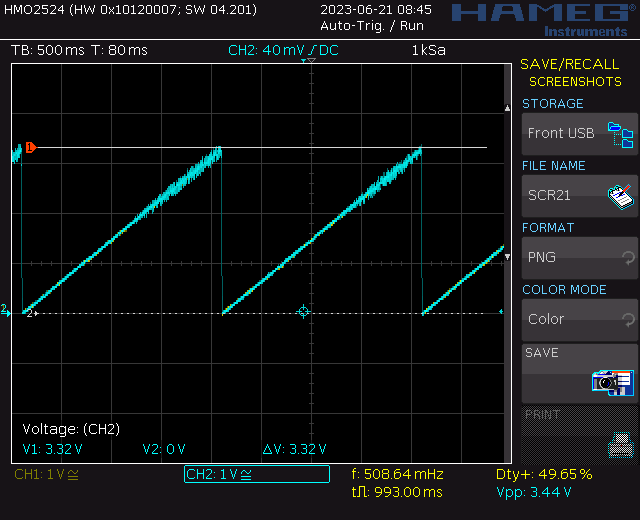 HMO2524 (HW 0x10120007; SW 04.201)
2023-06-21 08:45
Auto-Trig. / Run
HAMEG
Instruments
TB: 500 ms T: 80 ms
CH2: 40 mV / DC
1 kSa
SAVE/RECALL
SCREENSHOTS
STORAGE
Front USB
FILE NAME
SCR21
FORMAT
PNG
COLOR MODE
Color
SAVE
PRINT
1
2
2
Voltage: (CH2)
V1: 3.32 V
V2: 0 V
ΔV: 3.32 V
CH1: 1 V ≅
CH2: 1 V ≅
f: 508.64 mHz
Dty+: 49.65 %
t⎍: 993.00 ms
Vpp: 3.44 V